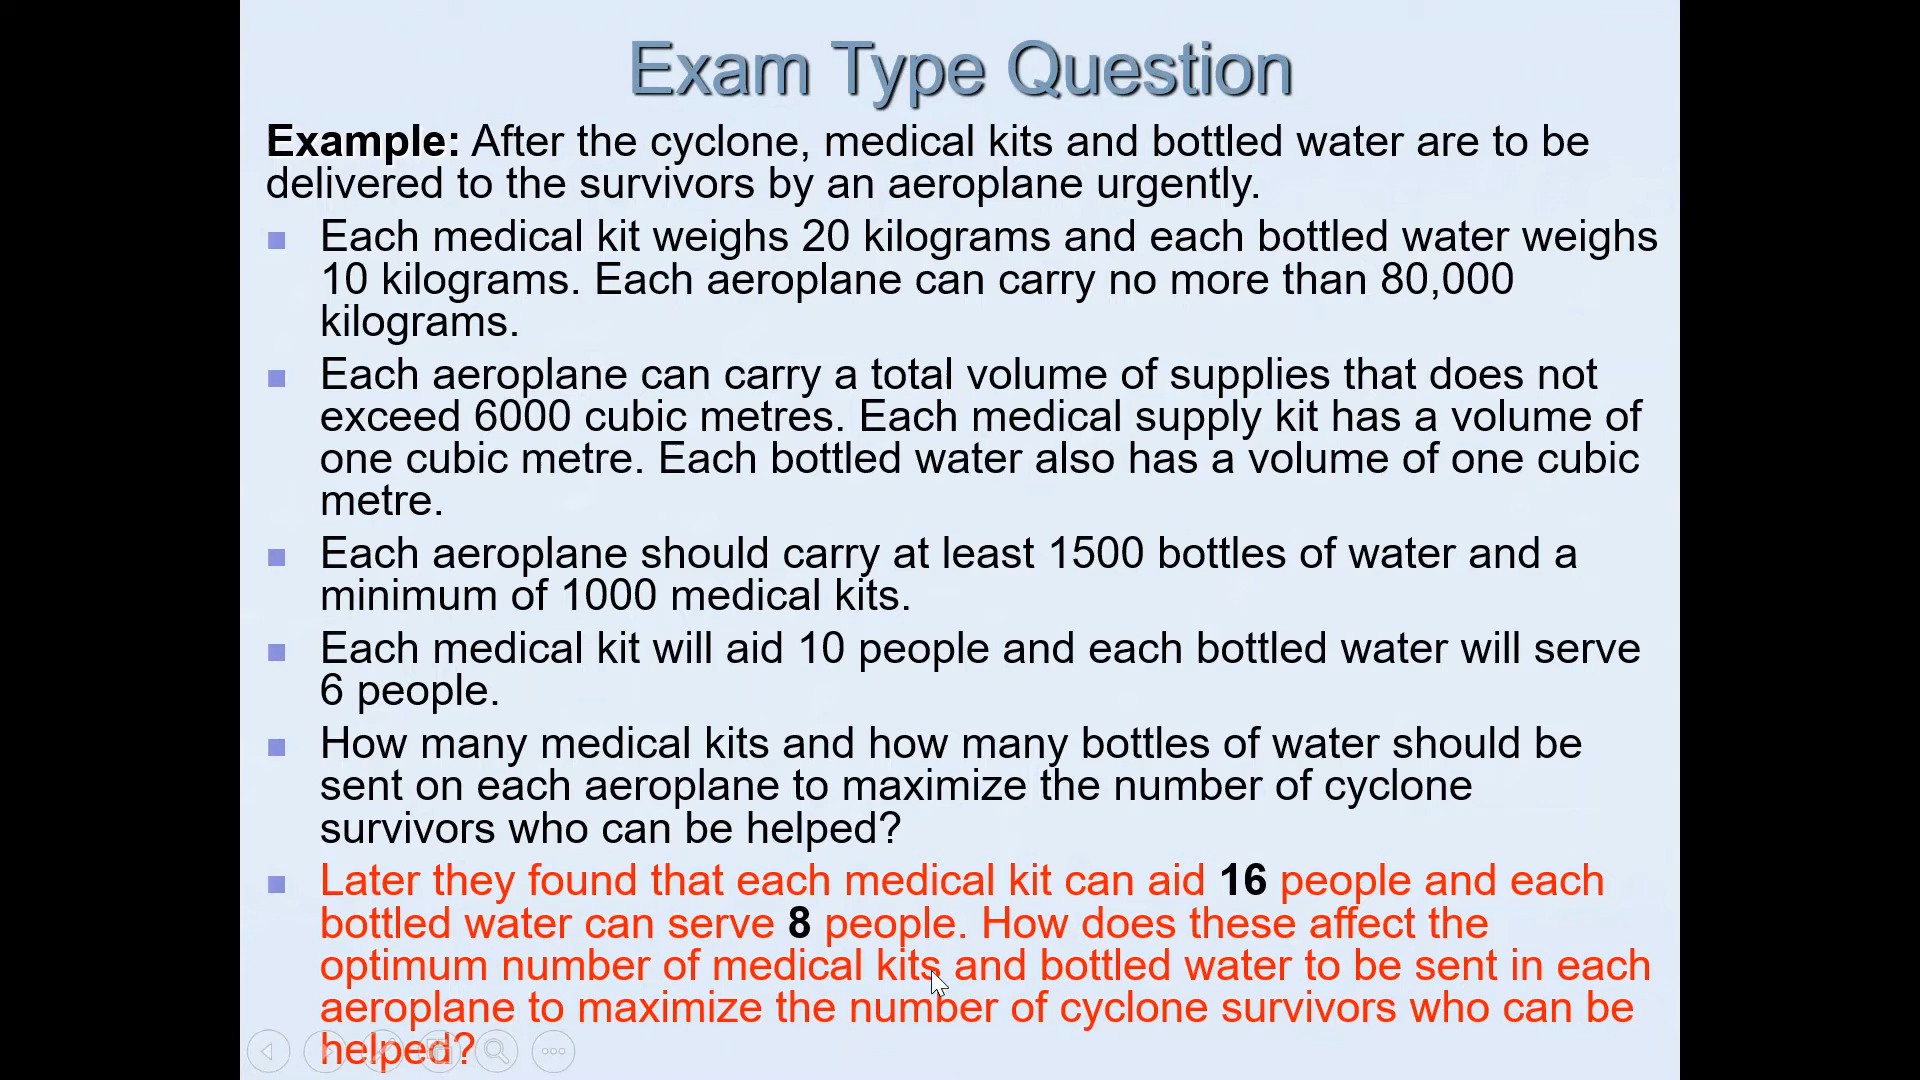 Exam Type Question
Example: After the cyclone, medical kits and bottled water are to be
delivered to the survivors by an aeroplane urgently.
Each medical kit weighs 20 kilograms and each bottled water weighs
10 kilograms. Each aeroplane can carry no more than 80,000
kilograms.
Each aeroplane can carry a total volume of supplies that does not
exceed 6000 cubic metres. Each medical supply kit has a volume of
one cubic metre. Each bottled water also has a volume of one cubic
metre.
Each aeroplane should carry at least 1500 bottles of water and a
minimum of 1000 medical kits.
Each medical kit will aid 10 people and each bottled water will serve
6 people.
How many medical kits and how many bottles of water should be
sent on each aeroplane to maximize the number of cyclone
survivors who can be helped?
Later they found that each medical kit can aid 16 people and each
bottled water can serve 8 people. How does these affect the
optimum number of medical kits and bottled water to be sent in each
aeroplane to maximize the number of cyclone survivors who can be
helped?